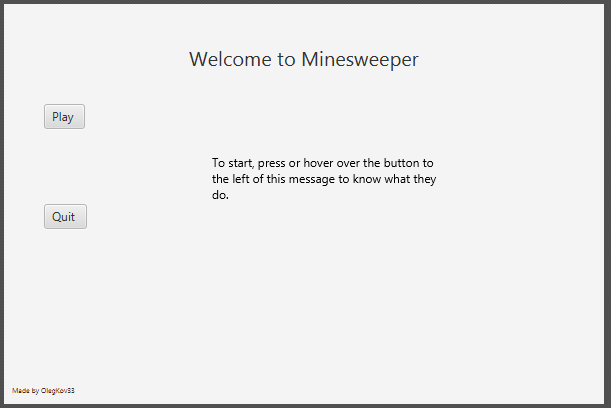 Welcome to Minesweeper
Play
To start, press or hover over the button to
the left of this message to know what they
do.
Quit
Made by OlegKov33